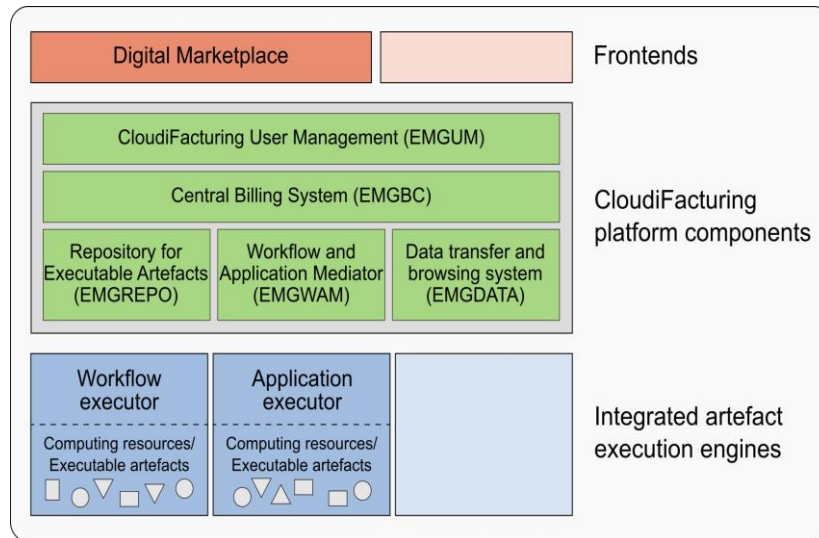 Digital Marketplace
Frontends
CloudiFacturing User Management (EMGUM)
Central Billing System (EMGBC)
Repository for
Executable Artefacts
(EMGREPO)
Workflow and
Application Mediator
(EMGWAM)
Data transfer and
browsing system
(EMGDATA)
CloudiFacturing
platform components
Workflow
executor
Computing resources/
Executable artefacts
Application
executor
Computing resources/
Executable artefacts
Integrated artefact
execution engines